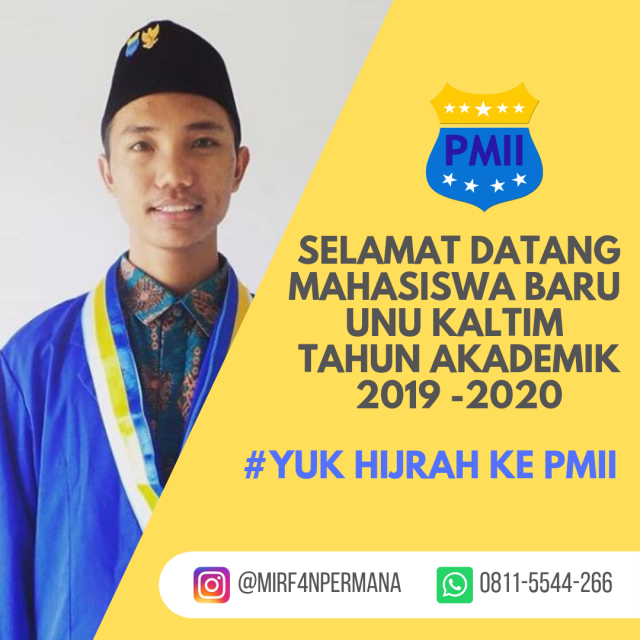 PMII
SELAMAT DATANG
MAHASISWA BARU
UNU KALTIM
TAHUN AKADEMIK
2019 -2020
#YUK HIJRAH KE PMII
@MIRF4NPERMANA
0811-5544-266